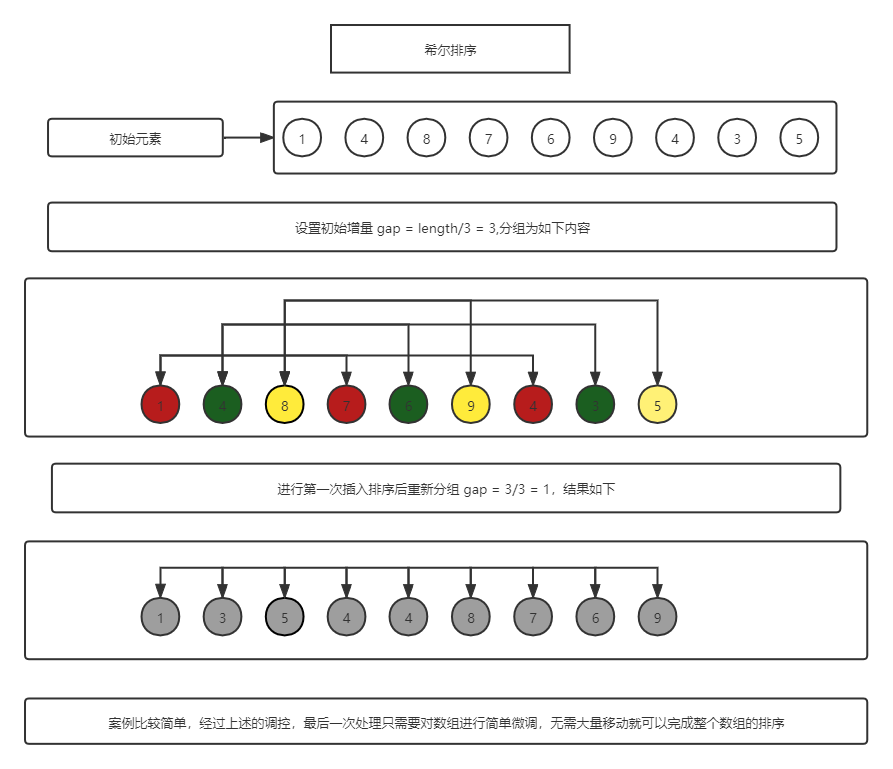 希尔排序
初始元素
1 4 8 7 6 9 4 3 5
设置初始增量 gap = length/3 = 3,分组为如下内容
1 4 8 7 6 9 4 3 5
进行第一次插入排序后重新分组 gap = 3/3 = 1，结果如下
1 3 5 4 4 8 7 6 9
案例比较简单，经过上述的调控，最后一次处理只需要对数组进行简单微调，无需大量移动就可以完成整个数组的排序